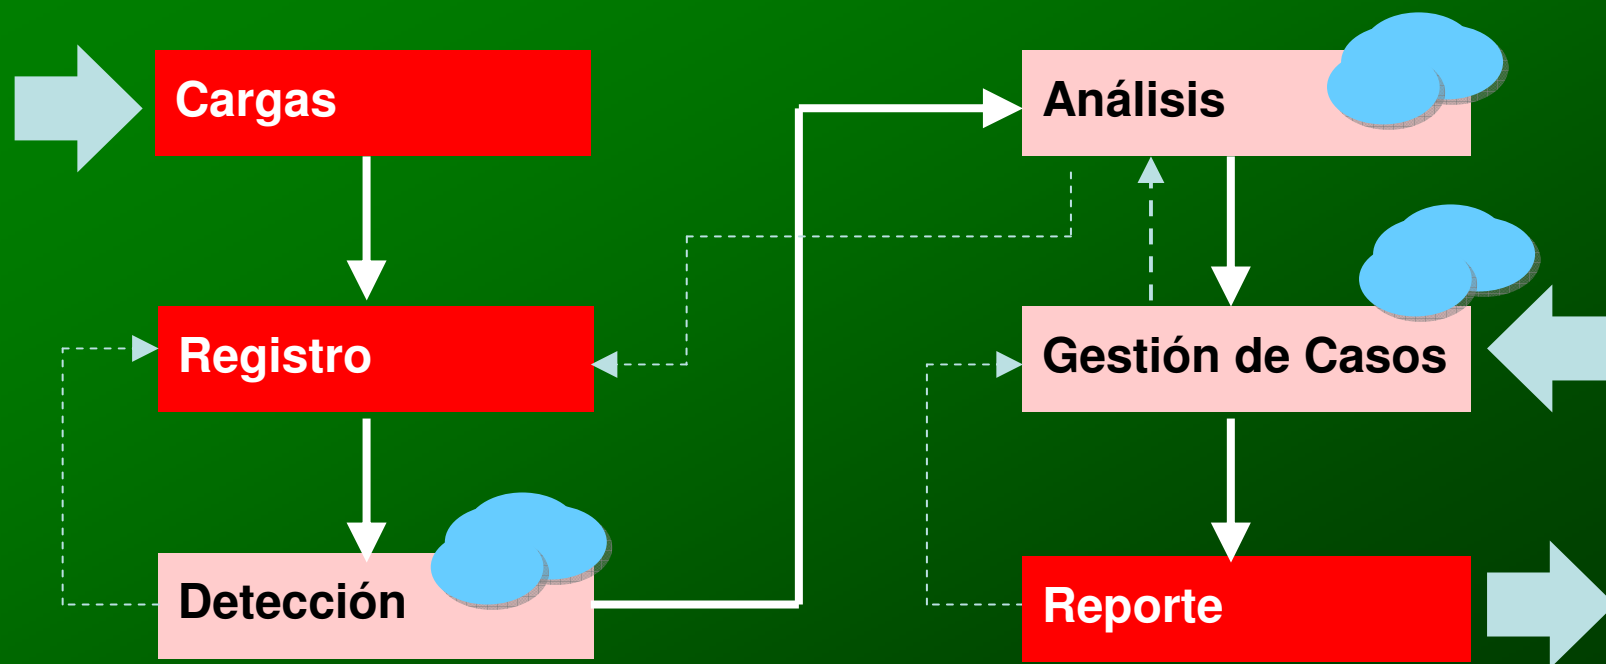 Cargas
Registro
Detección
Análisis
Gestión de Casos
Reporte